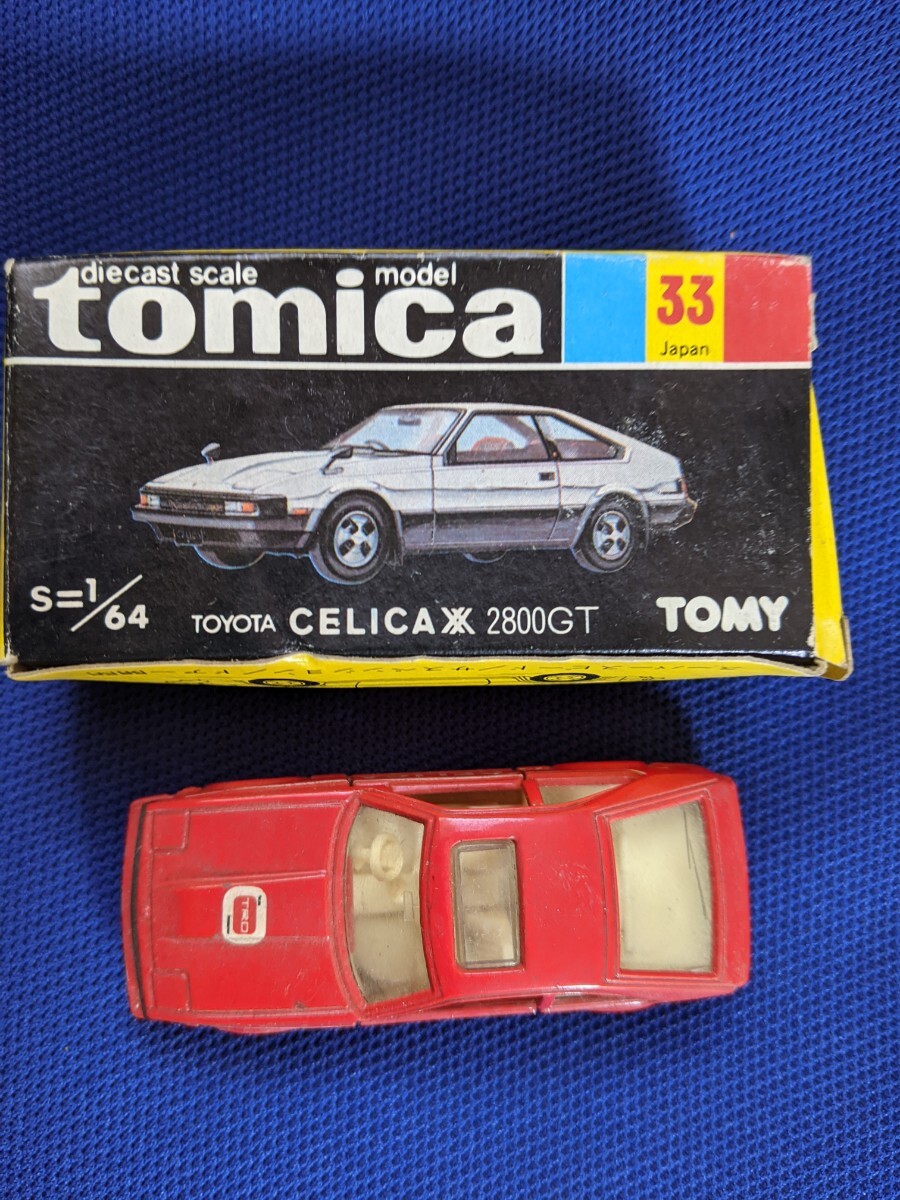 diecast scale model
tomica
33
Japan
S=1/64
TOYOTA CELICA XX 2800GT
TOMY
TRD